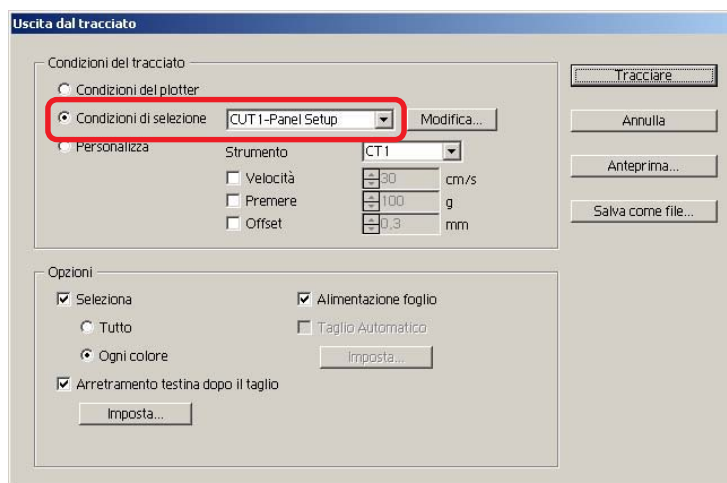 Uscita dal tracciato
Condizioni del tracciato
Condizioni del plotter
Condizioni di selezione CUT1-Panel Setup Modifica...
Personalizza Strumento CT1
Velocità 30 cm/s
Premere 100 g
Offset 0.3 mm
Tracciare
Annulla
Anteprima...
Salva come file...
Opzioni
Seleziona Alimentazione foglio
Tutto Taglio Automatico
Ogni colore Imposta...
Arretramento testina dopo il taglio
Imposta...